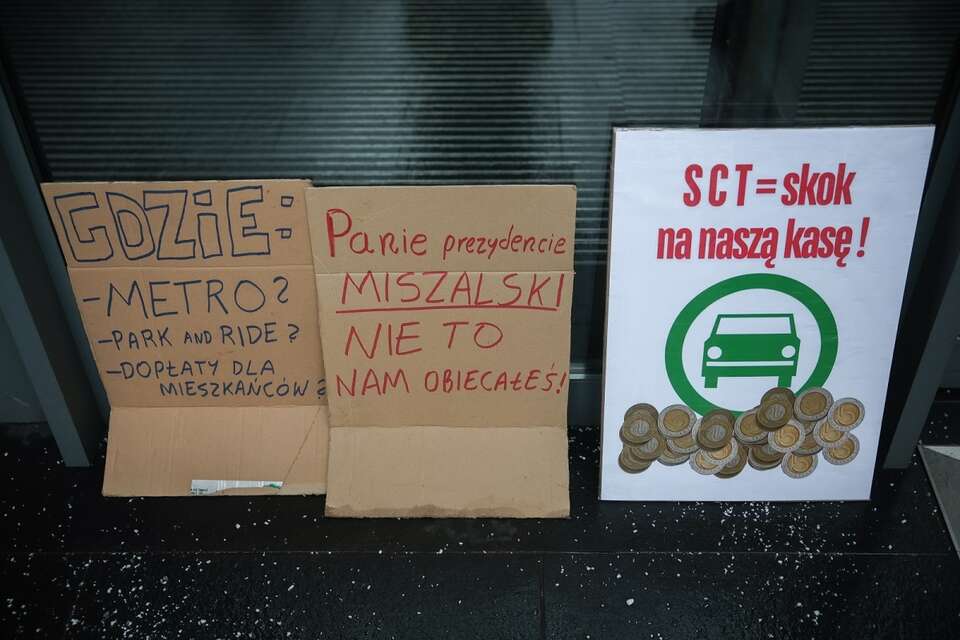 GDZiE:
-METRO?
-PARK AND RIDE?
-DOPŁATY DLA
MIESZKAŃCÓW?
Panie prezydencie
MISZALSKI
NIE TO
NAM OBIECAŁEŚ!
SCT=skok
na naszą kasę!